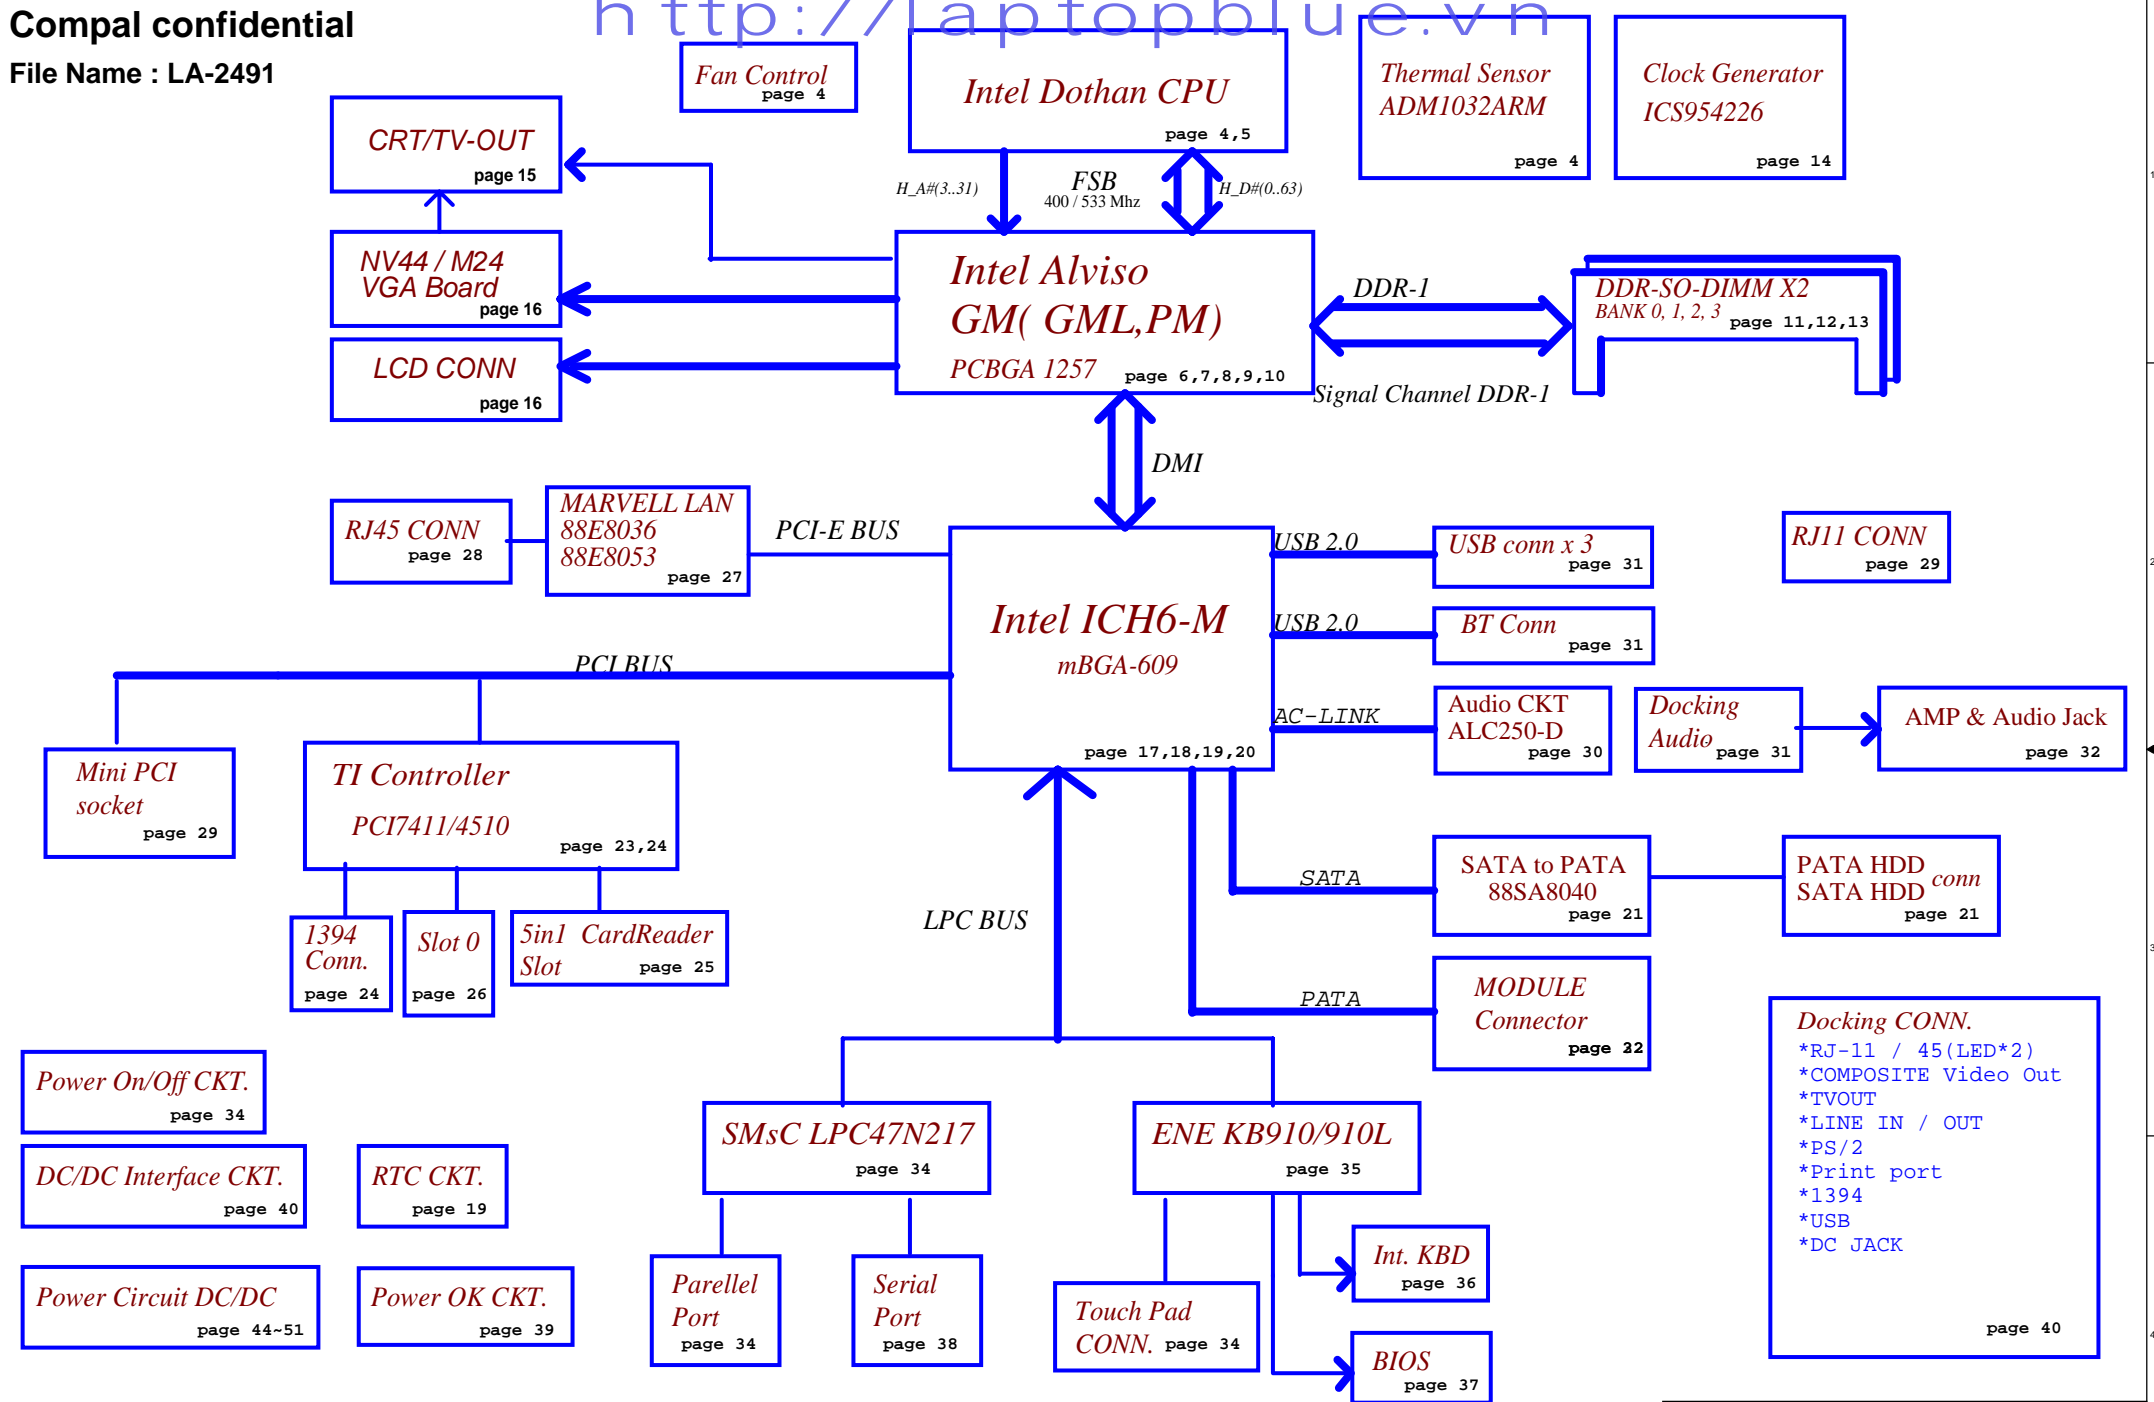 Compal confidential
File Name : LA-2491
http://laptopblue.vn
Fan Control
page 4
Intel Dothan CPU
page 4,5
Thermal Sensor
ADM1032ARM
page 4
Clock Generator
ICS954226
page 14
CRT/TV-OUT
page 15
H_A#(3..31)
FSB
400 / 533 Mhz
H_D#(0..63)
NV44 / M24
VGA Board
page 16
Intel Alviso
GM( GML,PM)
PCBGA 1257
page 6,7,8,9,10
DDR-1
DDR-SO-DIMM X2
BANK 0, 1, 2, 3
page 11,12,13
Signal Channel DDR-1
LCD CONN
page 16
DMI
RJ45 CONN
page 28
MARVELL LAN
88E8036
88E8053
page 27
PCI-E BUS
Intel ICH6-M
mBGA-609
page 17,18,19,20
USB 2.0
USB conn x 3
page 31
RJ11 CONN
page 29
USB 2.0
BT Conn
page 31
PCI BUS
AC-LINK
Audio CKT
ALC250-D
page 30
Docking
Audio
page 31
AMP & Audio Jack
page 32
Mini PCI
socket
page 29
TI Controller
PCI7411/4510
page 23,24
SATA
SATA to PATA
88SA8040
page 21
PATA HDD
SATA HDD
conn
page 21
LPC BUS
1394
Conn.
page 24
Slot 0
page 26
5in1 CardReader
Slot
page 25
PATA
MODULE
Connector
page 22
Docking CONN.
*RJ-11 / 45(LED*2)
*COMPOSITE Video Out
*TVOUT
*LINE IN / OUT
*PS/2
*Print port
*1394
*USB
*DC JACK
page 40
Power On/Off CKT.
page 34
DC/DC Interface CKT.
page 40
RTC CKT.
page 19
SMsC LPC47N217
page 34
ENE KB910/910L
page 35
Power Circuit DC/DC
page 44~51
Power OK CKT.
page 39
Parellel
Port
page 34
Serial
Port
page 38
Touch Pad
CONN.
page 34
Int. KBD
page 36
BIOS
page 37
1
2
3
4